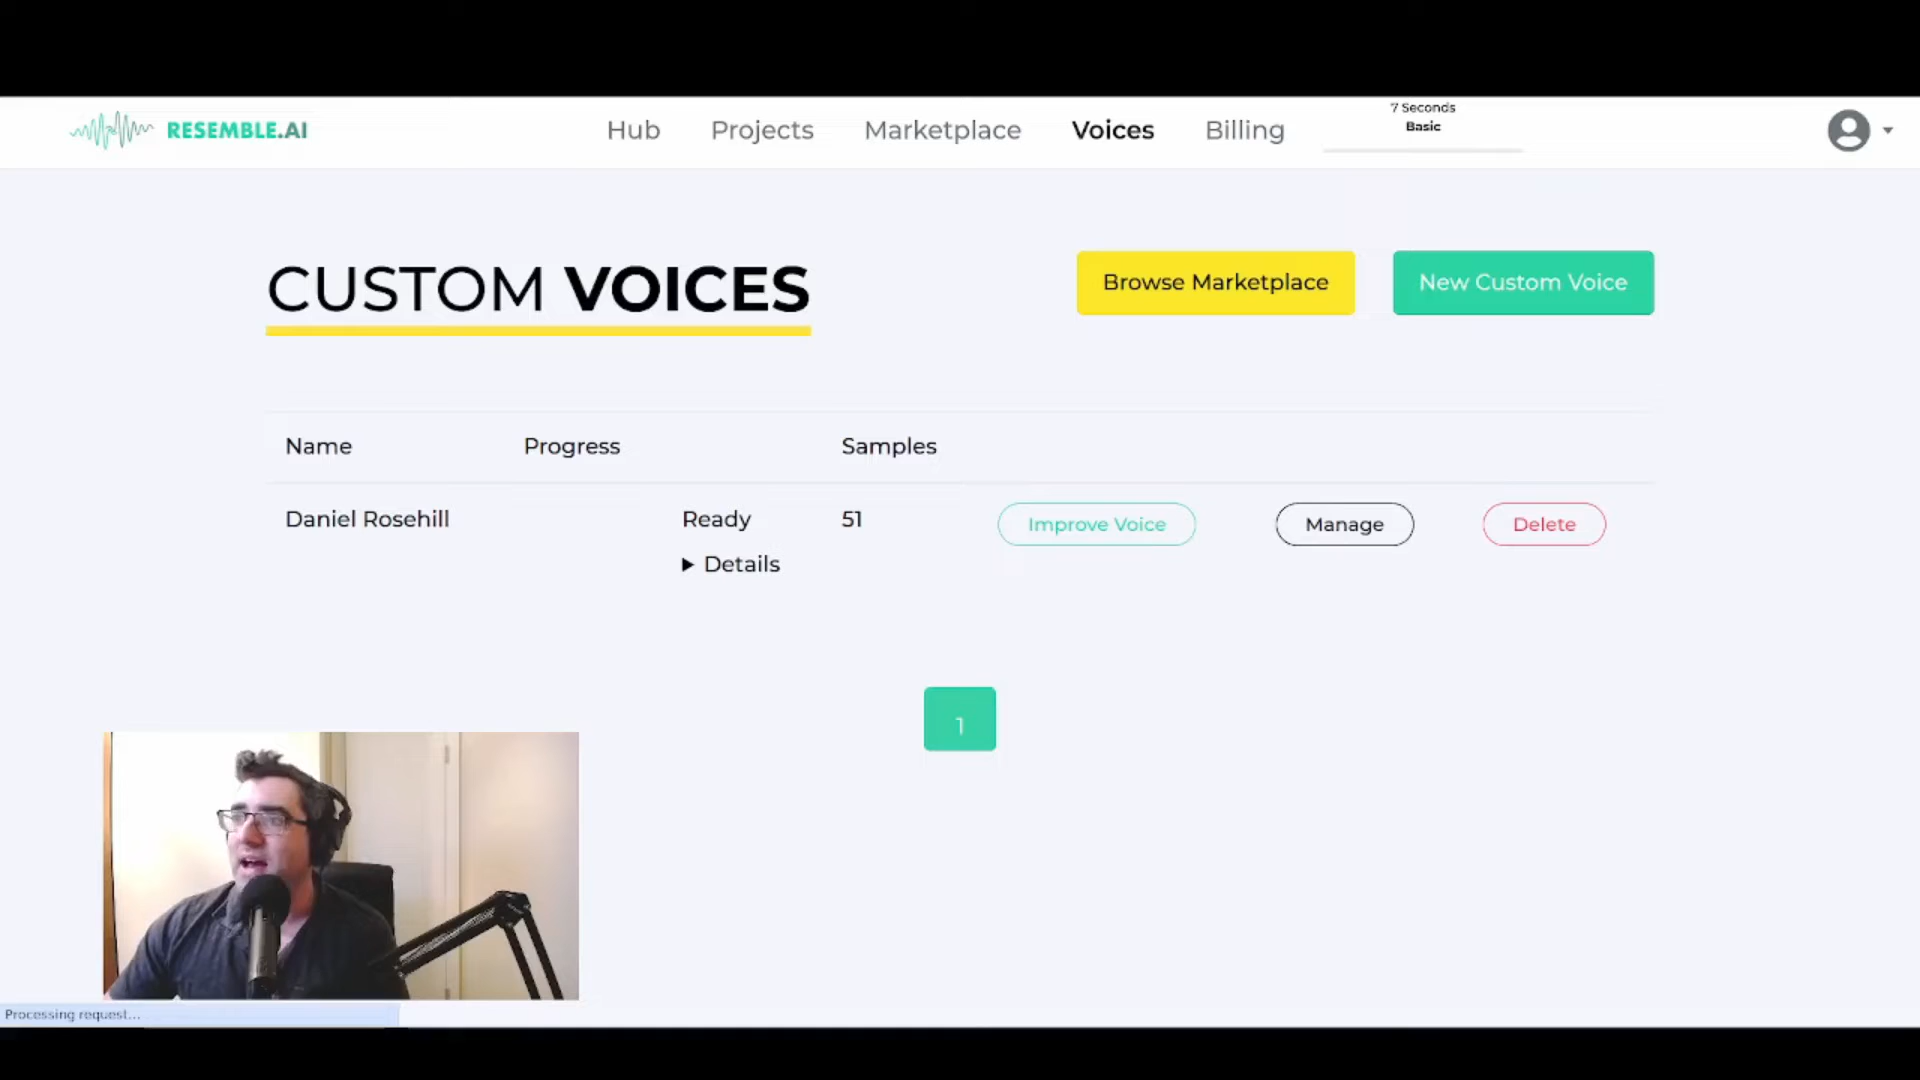 RESEMBLE.AI
Hub
Projects
Marketplace
Voices
Billing
7 Seconds
Basic
CUSTOM VOICES
Browse Marketplace
New Custom Voice
Name
Progress
Samples
Daniel Rosehill
Ready
51
Improve Voice
Manage
Delete
▶ Details
1
Processing request...